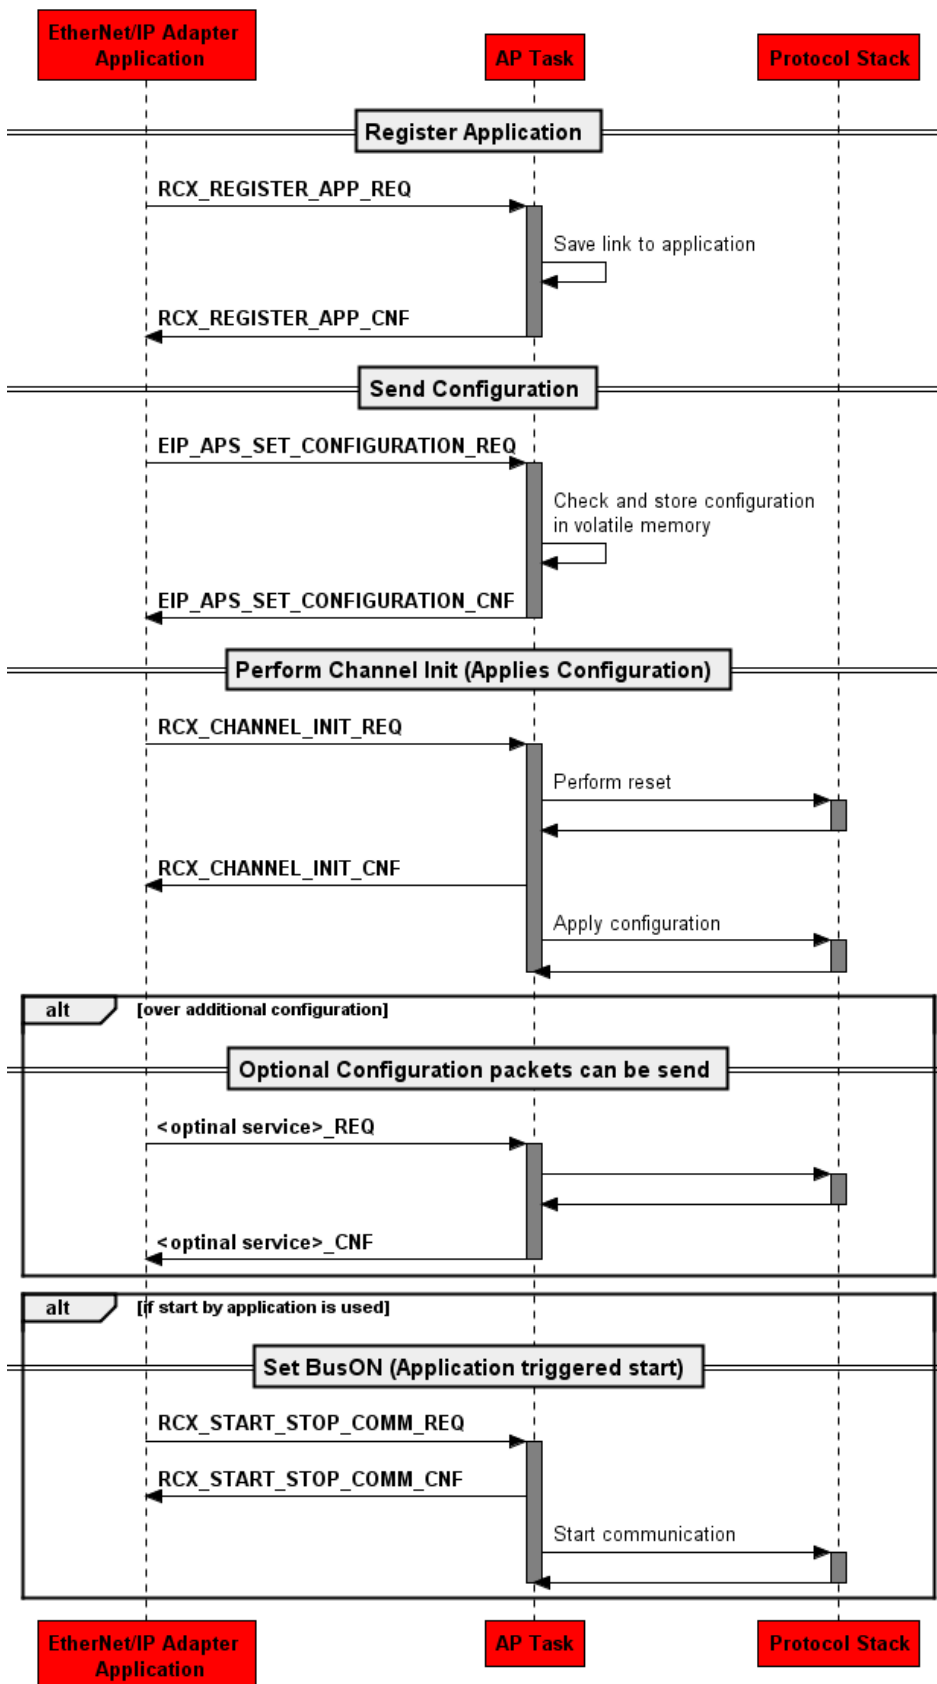 EtherNet/IP Adapter
Application
AP Task
Protocol Stack
Register Application
RCX_REGISTER_APP_REQ
Save link to application
RCX_REGISTER_APP_CNF
Send Configuration
EIP_APS_SET_CONFIGURATION_REQ
Check and store configuration
in volatile memory
EIP_APS_SET_CONFIGURATION_CNF
Perform Channel Init (Applies Configuration)
RCX_CHANNEL_INIT_REQ
Perform reset
RCX_CHANNEL_INIT_CNF
Apply configuration
alt
[over additional configuration]
Optional Configuration packets can be send
<optinal service>_REQ
<optinal service>_CNF
alt
[if start by application is used]
Set BusON (Application triggered start)
RCX_START_STOP_COMM_REQ
RCX_START_STOP_COMM_CNF
Start communication
EtherNet/IP Adapter
Application
AP Task
Protocol Stack